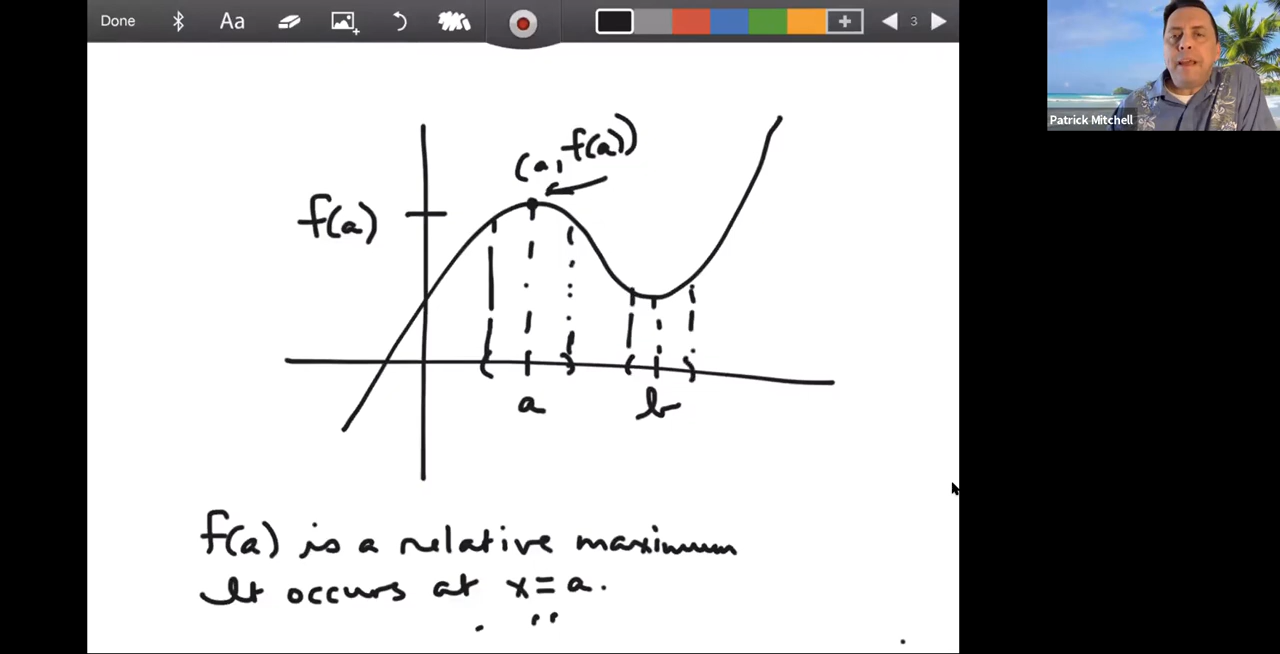 Done Aa 3
Patrick Mitchell
(a, f(a))
f(a)
a b
f(a) is a relative maximum
It occurs at x = a.